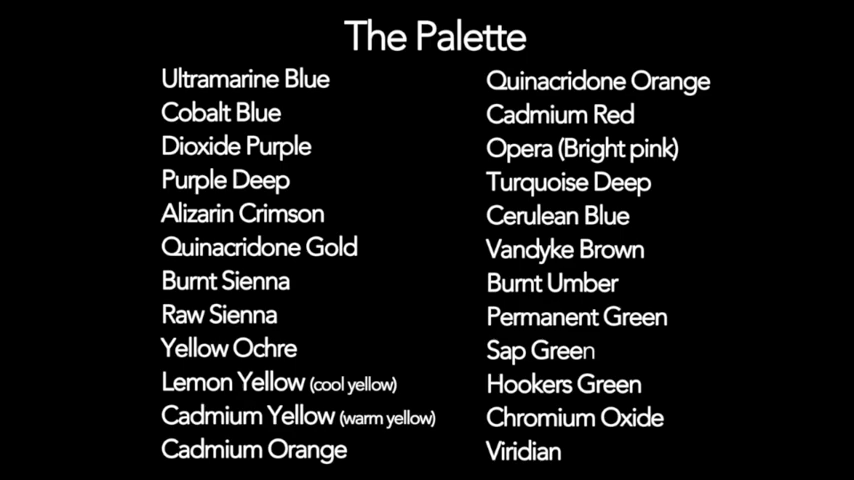 The Palette
Ultramarine Blue
Cobalt Blue
Dioxide Purple
Purple Deep
Alizarin Crimson
Quinacridone Gold
Burnt Sienna
Raw Sienna
Yellow Ochre
Lemon Yellow (cool yellow)
Cadmium Yellow (warm yellow)
Cadmium Orange
Quinacridone Orange
Cadmium Red
Opera (Bright pink)
Turquoise Deep
Cerulean Blue
Vandyke Brown
Burnt Umber
Permanent Green
Sap Green
Hookers Green
Chromium Oxide
Viridian